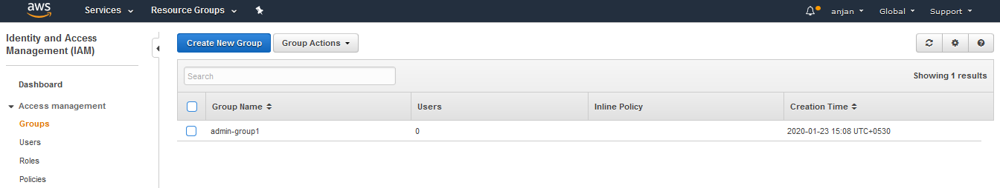 aws Services Resource Groups anjan Global Support
Identity and Access
Management (IAM)
Create New Group Group Actions
Search Showing 1 results
Group Name Users Inline Policy Creation Time
admin-group1 0 2020-01-23 15:08 UTC+0530
Dashboard
Access management
Groups
Users
Roles
Policies